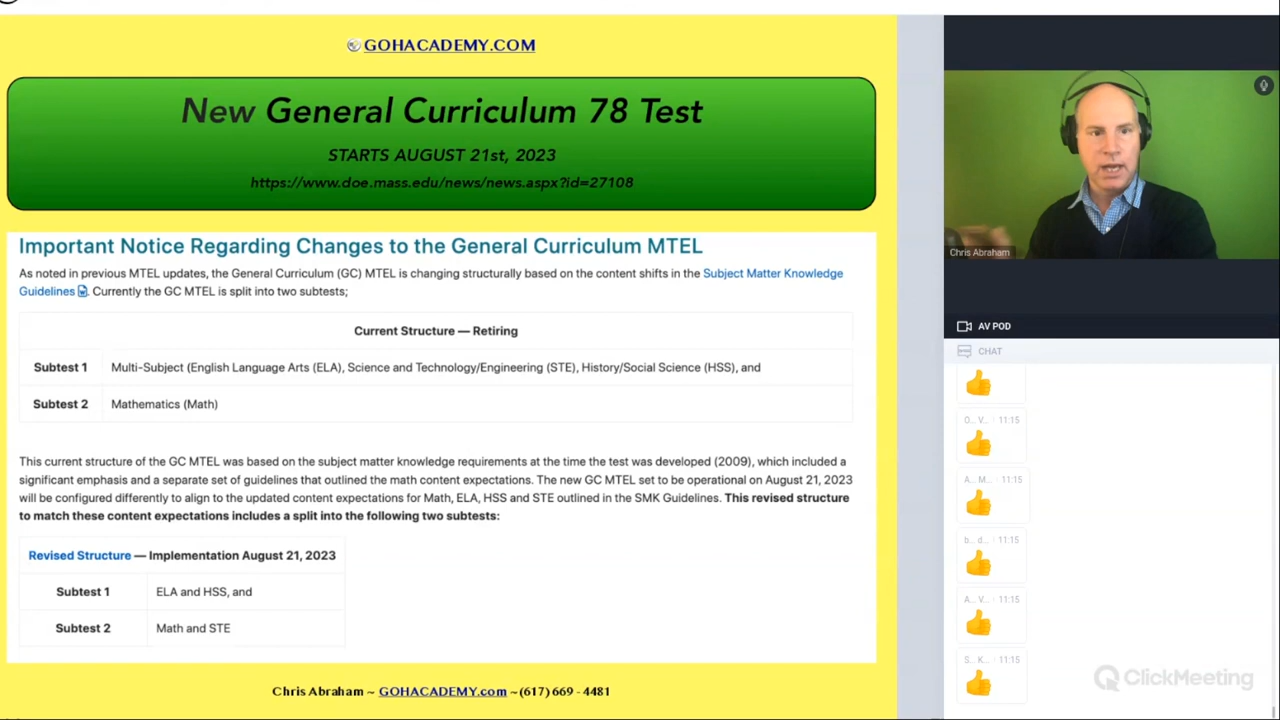 GOHACADEMY.COM
New General Curriculum 78 Test
STARTS AUGUST 21st, 2023
https://www.doe.mass.edu/news/news.aspx?id=27108
Important Notice Regarding Changes to the General Curriculum MTEL
As noted in previous MTEL updates, the General Curriculum (GC) MTEL is changing structurally based on the content shifts in the Subject Matter Knowledge
Guidelines. Currently the GC MTEL is split into two subtests;
Current Structure — Retiring
Subtest 1 Multi-Subject (English Language Arts (ELA), Science and Technology/Engineering (STE), History/Social Science (HSS), and
Subtest 2 Mathematics (Math)
This current structure of the GC MTEL was based on the subject matter knowledge requirements at the time the test was developed (2009), which included a
significant emphasis and a separate set of guidelines that outlined the math content expectations. The new GC MTEL set to be operational on August 21, 2023
will be configured differently to align to the updated content expectations for Math, ELA, HSS and STE outlined in the SMK Guidelines. This revised structure
to match these content expectations includes a split into the following two subtests:
Revised Structure — Implementation August 21, 2023
Subtest 1 ELA and HSS, and
Subtest 2 Math and STE
Chris Abraham ~ GOHACADEMY.com ~(617) 669 - 4481
Chris Abraham
AV POD
CHAT
O... V... 11:15
A... M... 11:15
b... d... 11:15
A... V... 11:15
S... K... 11:15
ClickMeeting